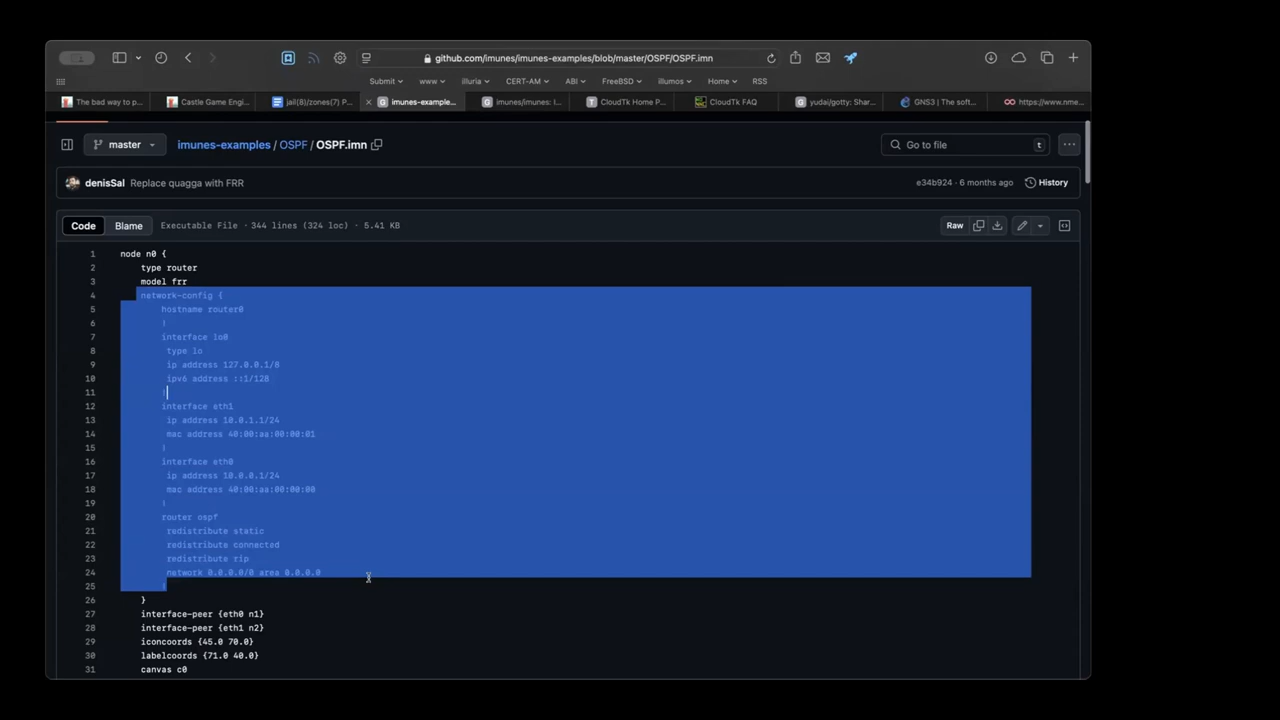 github.com/imunes/imunes-examples/blob/master/OSPF/OSPF.imn
Submit www illuria CERT-AM ABI FreeBSD illumos Home RSS
The bad way to p... Castle Game Engi... jail(8)/zones(7) P... imunes-example... imunes/imunes: I... CloudTk Home P... CloudTk FAQ yudai/gotty: Shar... GNS3 | The soft... https://www.nme...
master imunes-examples / OSPF / OSPF.imn Go to file t
denisSal Replace quagga with FRR e34b924 · 6 months ago History
Code Blame Executable File · 344 lines (324 loc) · 5.41 KB Raw
1 node n0 {
2 type router
3 model frr
4 network-config {
5 hostname router0
6 !
7 interface lo0
8 type lo
9 ip address 127.0.0.1/8
10 ipv6 address ::1/128
11 !
12 interface eth1
13 ip address 10.0.1.1/24
14 mac address 40:00:aa:00:00:01
15 !
16 interface eth0
17 ip address 10.0.0.1/24
18 mac address 40:00:aa:00:00:00
19 !
20 router ospf
21 redistribute static
22 redistribute connected
23 redistribute rip
24 network 0.0.0.0/0 area 0.0.0.0
25 !
26 }
27 interface-peer {eth0 n1}
28 interface-peer {eth1 n2}
29 iconcoords {45.0 70.0}
30 labelcoords {71.0 40.0}
31 canvas c0